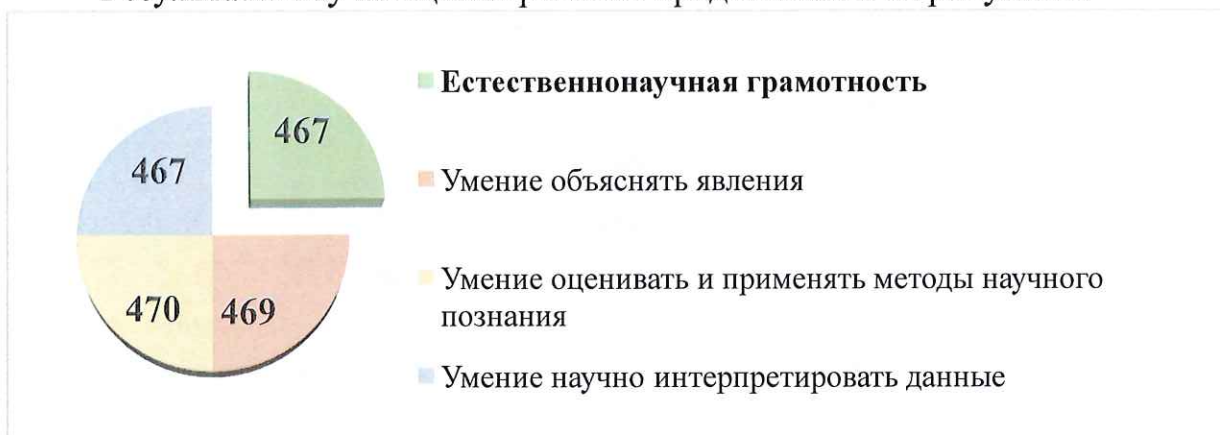 Естественнонаучная грамотность
467
467
Умение объяснять явления
Умение оценивать и применять методы научного
познания
470 469
Умение научно интерпретировать данные